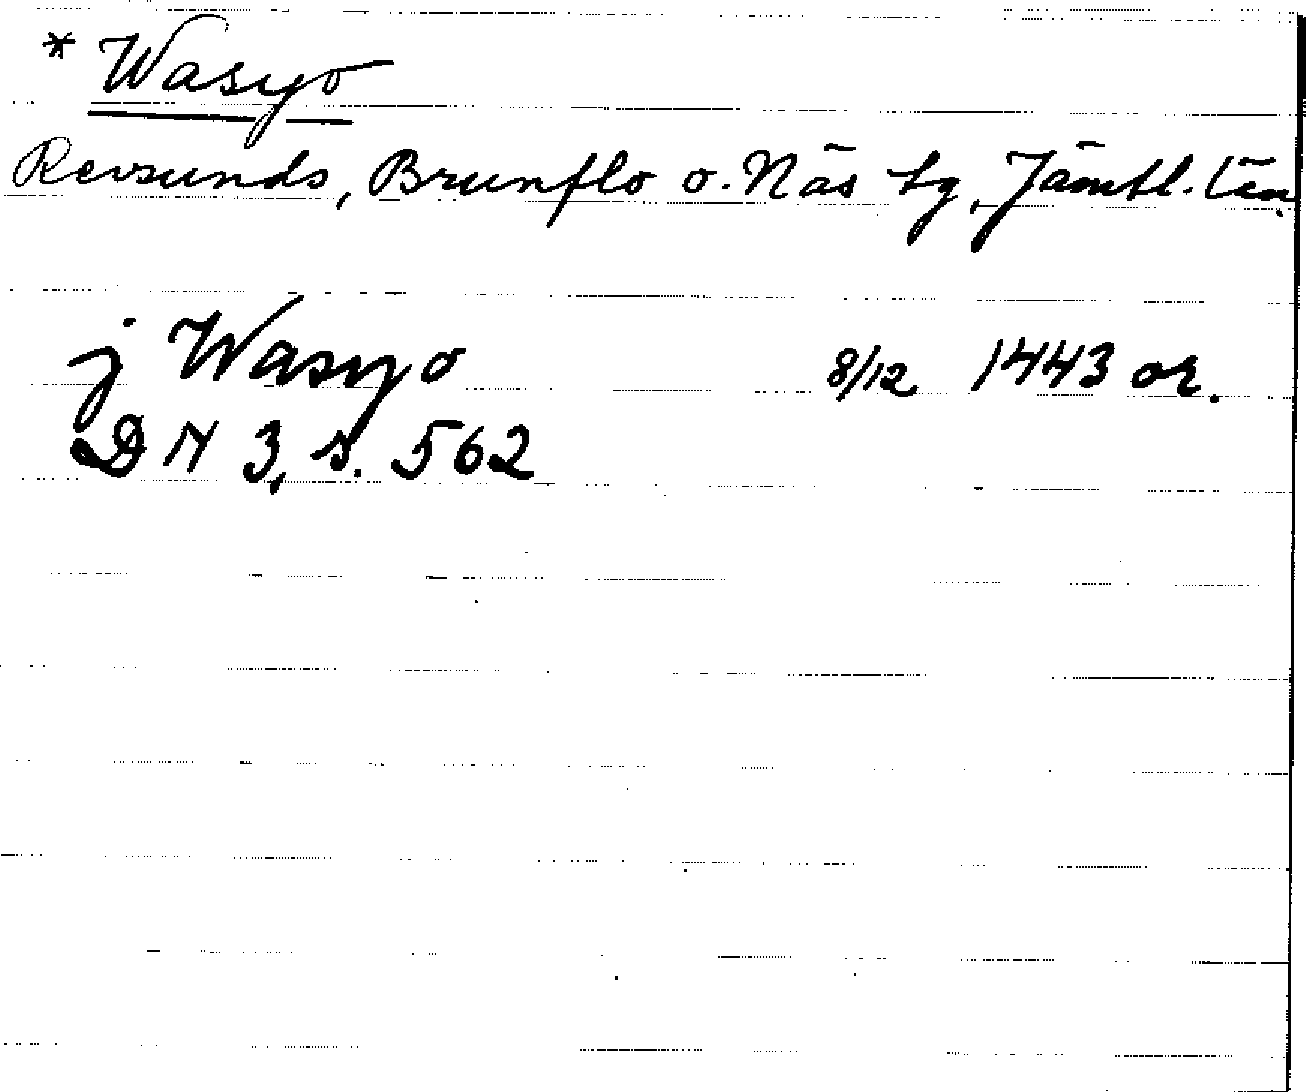 * Wasyo
Revsunds, Brunflo o. Näs tg, Jämtl. län
j Wasyo 8/12 1443 or.
DN 3, s. 562